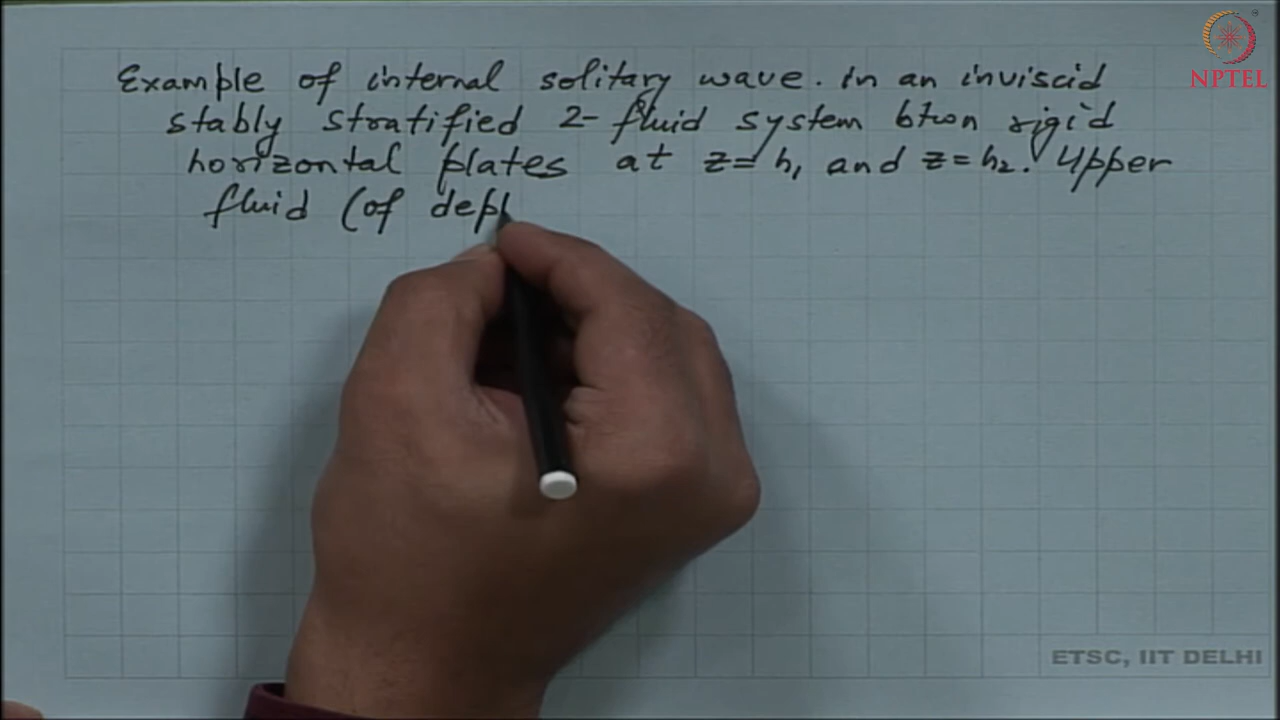 Example of internal solitary wave. In an inviscid
stably stratified 2-fluid system btwn rigid
horizontal plates at z=h₁ and z=h₂. Upper
fluid (of dep
NPTEL
ETSC, IIT DELHI